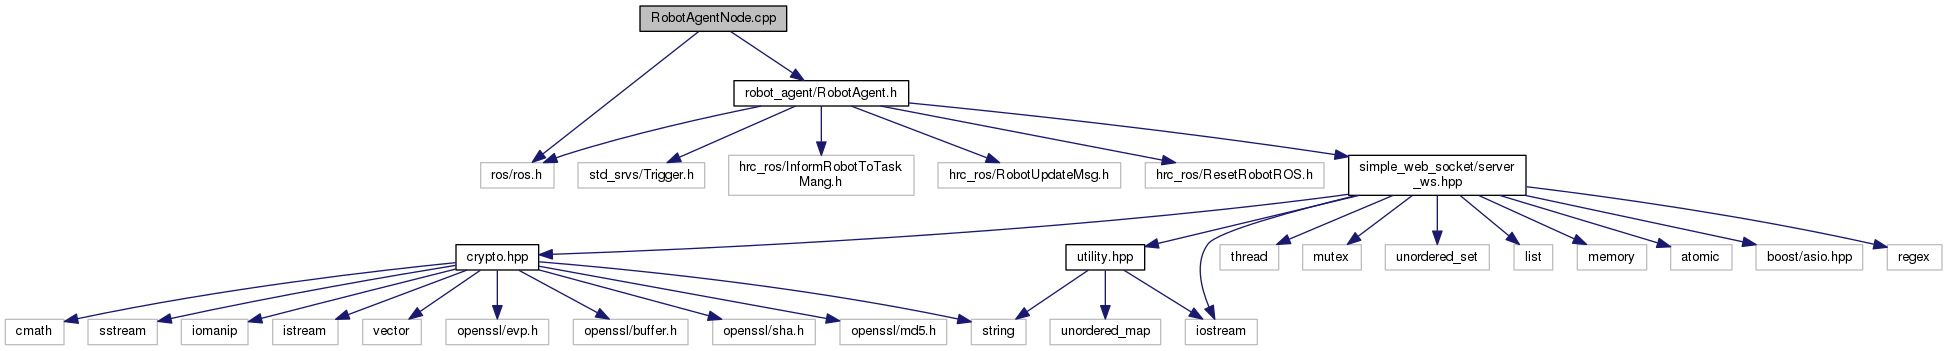 RobotAgentNode.cpp
robot_agent/RobotAgent.h
ros/ros.h
std_srvs/Trigger.h
hrc_ros/InformRobotToTask
Mang.h
hrc_ros/RobotUpdateMsg.h
hrc_ros/ResetRobotROS.h
simple_web_socket/server
_ws.hpp
crypto.hpp
utility.hpp
thread
mutex
unordered_set
list
memory
atomic
boost/asio.hpp
regex
cmath
sstream
iomanip
istream
vector
openssl/evp.h
openssl/buffer.h
openssl/sha.h
openssl/md5.h
string
unordered_map
iostream